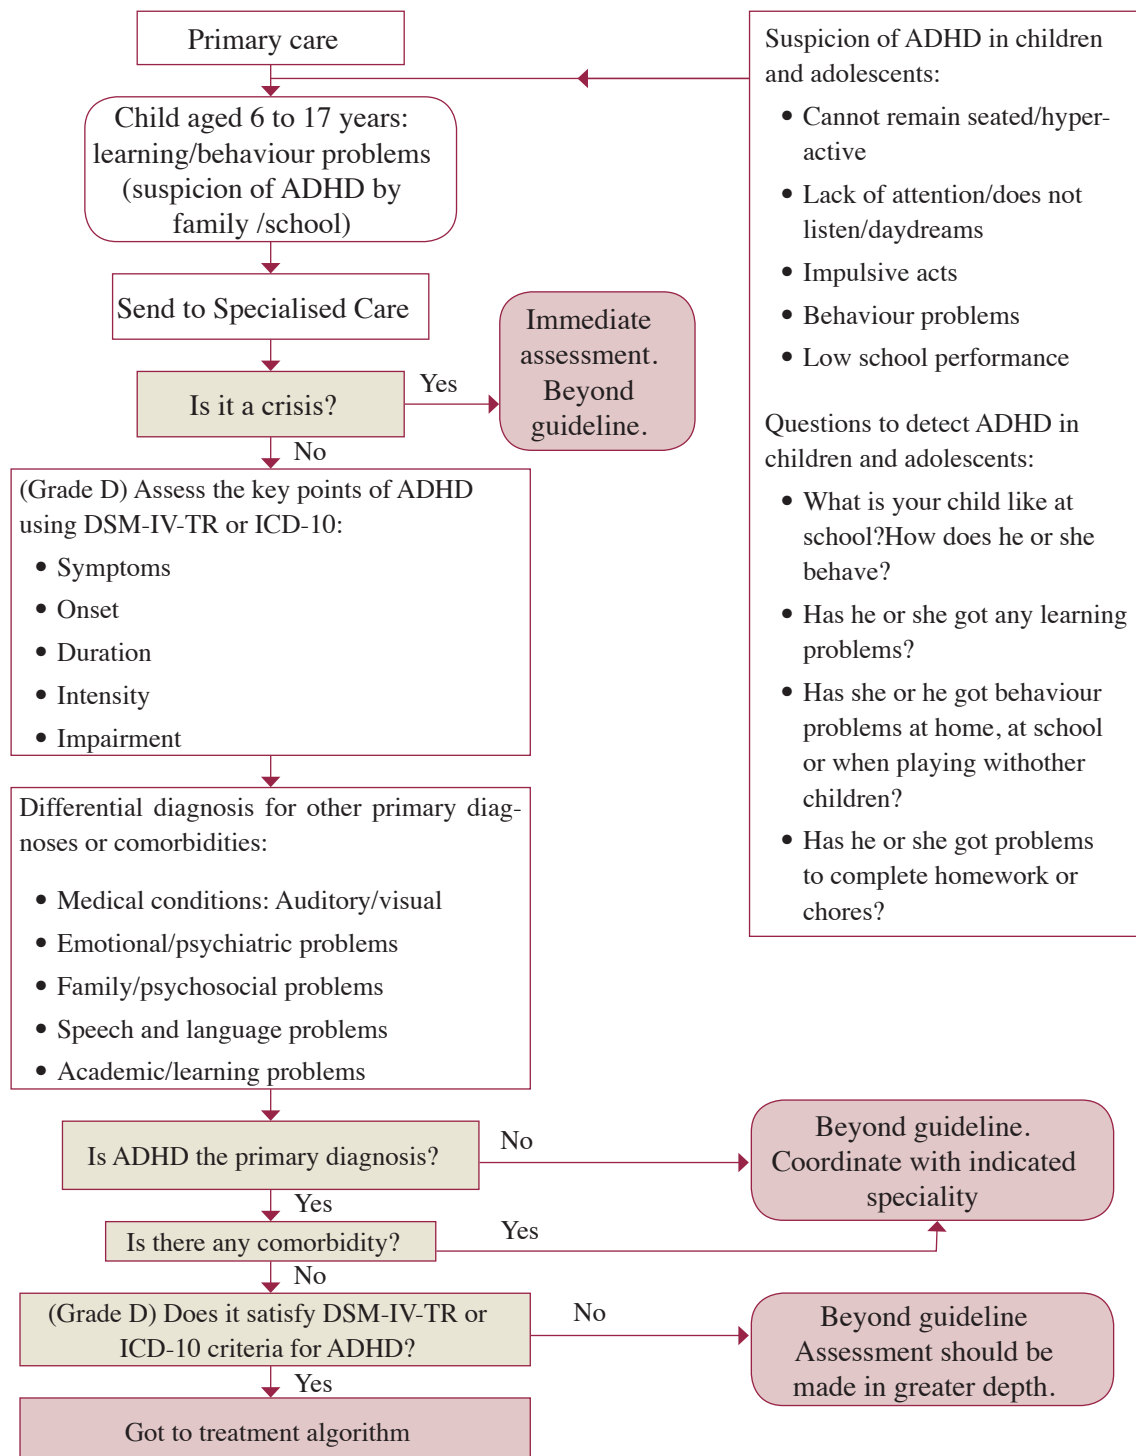 Primary care
Child aged 6 to 17 years:
learning/behaviour problems
(suspicion of ADHD by
family /school)
Send to Specialised Care
Is it a crisis?
Yes
Immediate
assessment.
Beyond
guideline.
No
(Grade D) Assess the key points of ADHD
using DSM-IV-TR or ICD-10:
• Symptoms
• Onset
• Duration
• Intensity
• Impairment
Differential diagnosis for other primary diag-
noses or comorbidities:
• Medical conditions: Auditory/visual
• Emotional/psychiatric problems
• Family/psychosocial problems
• Speech and language problems
• Academic/learning problems
Is ADHD the primary diagnosis?
No
Beyond guideline.
Coordinate with indicated
speciality
Yes
Is there any comorbidity?
Yes
No
(Grade D) Does it satisfy DSM-IV-TR or
ICD-10 criteria for ADHD?
No
Beyond guideline
Assessment should be
made in greater depth.
Yes
Got to treatment algorithm
Suspicion of ADHD in children
and adolescents:
• Cannot remain seated/hyper-
active
• Lack of attention/does not
listen/daydreams
• Impulsive acts
• Behaviour problems
• Low school performance
Questions to detect ADHD in
children and adolescents:
• What is your child like at
school?How does he or she
behave?
• Has he or she got any learning
problems?
• Has she or he got behaviour
problems at home, at school
or when playing withother
children?
• Has he or she got problems
to complete homework or
chores?